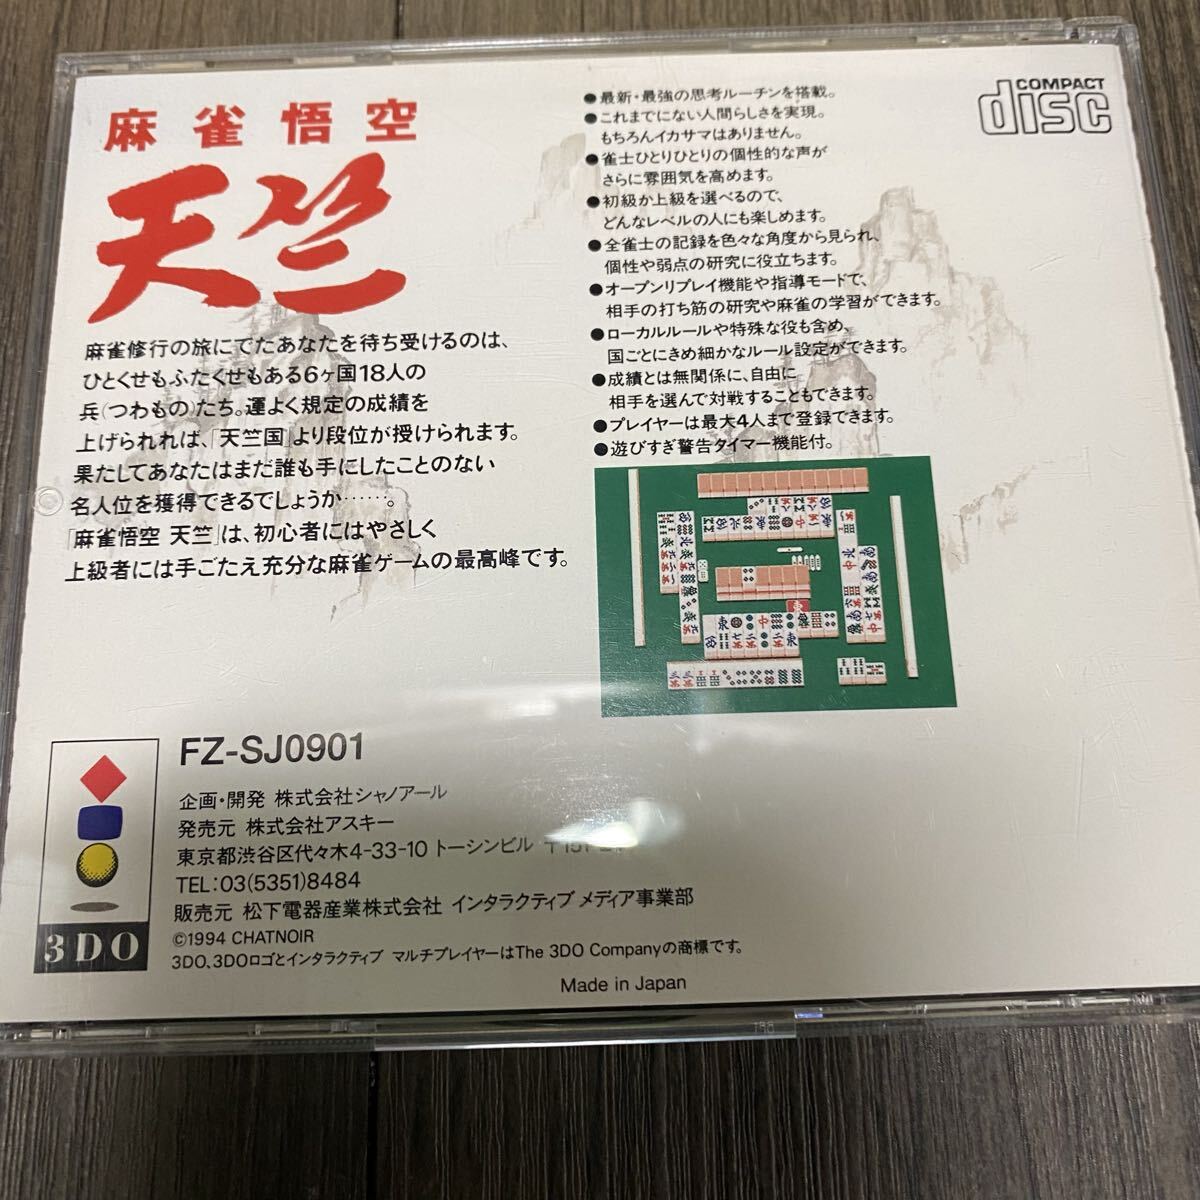 麻雀悟空
天竺
麻雀修行の旅にでたあなたを待ち受けるのは、
ひとくせもふたくせもある6ヶ国18人の
兵(つわもの)たち。運よく規定の成績を
上げられれば、「天竺国」より段位が授けられます。
果たしてあなたはまだ誰も手にしたことのない
名人位を獲得できるでしょうか……。
「麻雀悟空 天竺」は、初心者にはやさしく
上級者には手ごたえ充分な麻雀ゲームの最高峰です。
●最新・最強の思考ルーチンを搭載。
●これまでにない人間らしさを実現。
もちろんイカサマはありません。
●雀士ひとりひとりの個性的な声が
さらに雰囲気を高めます。
●初級か上級を選べるので、
どんなレベルの人にも楽しめます。
●全雀士の記録を色々な角度から見られ、
個性や弱点の研究に役立ちます。
●オープンリプレイ機能や指導モードで、
相手の打ち筋の研究や麻雀の学習ができます。
●ローカルルールや特殊な役も含め、
国ごとにきめ細かなルール設定ができます。
●成績とは無関係に、自由に
相手を選んで対戦することもできます。
●プレイヤーは最大4人まで登録できます。
●遊びすぎ警告タイマー機能付。
COMPACT
disc
3DO
FZ-SJ0901
企画・開発 株式会社シャノアール
発売元 株式会社アスキー
東京都渋谷区代々木4-33-10 トーシンビル 〒151
TEL:03(5351)8484
販売元 松下電器産業株式会社 インタラクティブ メディア事業部
©1994 CHATNOIR
3DO、3DOロゴとインタラクティブ マルチプレイヤーはThe 3DO Companyの商標です。
Made in Japan